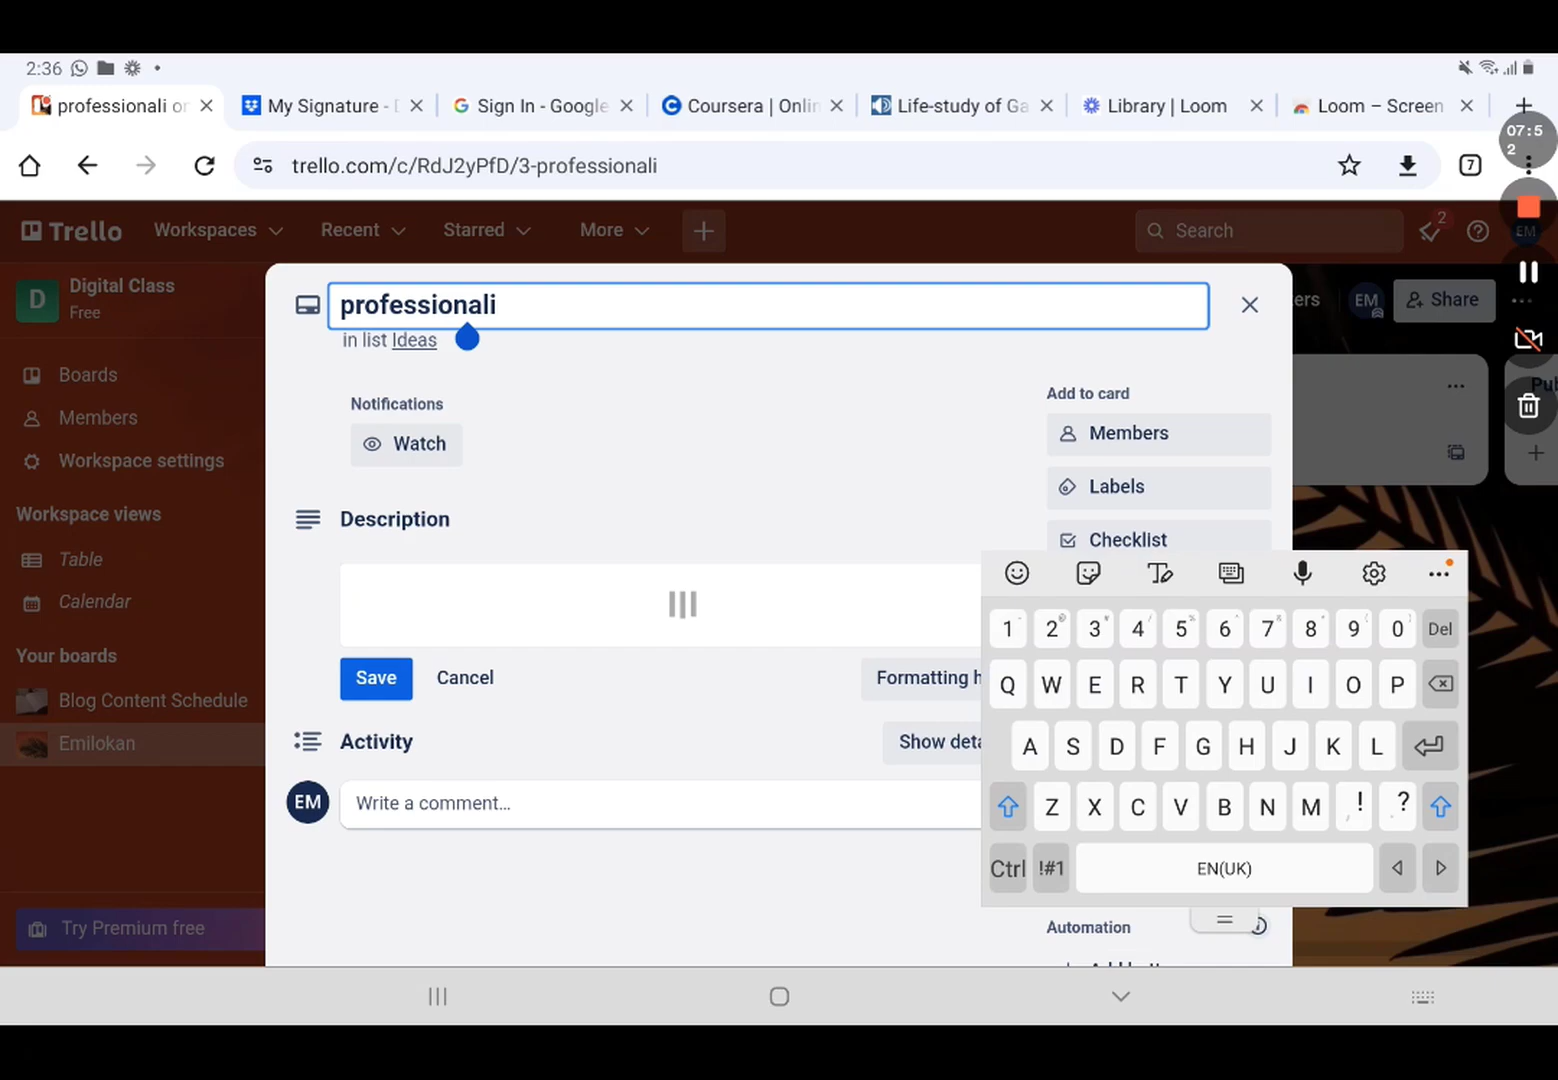 2:36
professionali or
My Signature - D
Sign In - Google
Coursera | Onlin
Life-study of Ga
Library | Loom
Loom – Screen
07:5
2
trello.com/c/RdJ2yPfD/3-professionali
7
Trello
Workspaces
Recent
Starred
More
Search
2
EM
D
Digital Class
Free
professionali
in list Ideas
ers
EM
Share
Boards
Members
Workspace settings
Workspace views
Table
Calendar
Your boards
Blog Content Schedule
Emilokan
Try Premium free
Notifications
Watch
Add to card
Members
Labels
Checklist
Description
Save
Cancel
Formatting h
Activity
Show deta
EM
Write a comment…
Pub
1 2 3 4 5 6 7 8 9 0 Del
Q W E R T Y U I O P
A S D F G H J K L
Z X C V B N M , ! . ?
Ctrl !#1 EN(UK)
Automation